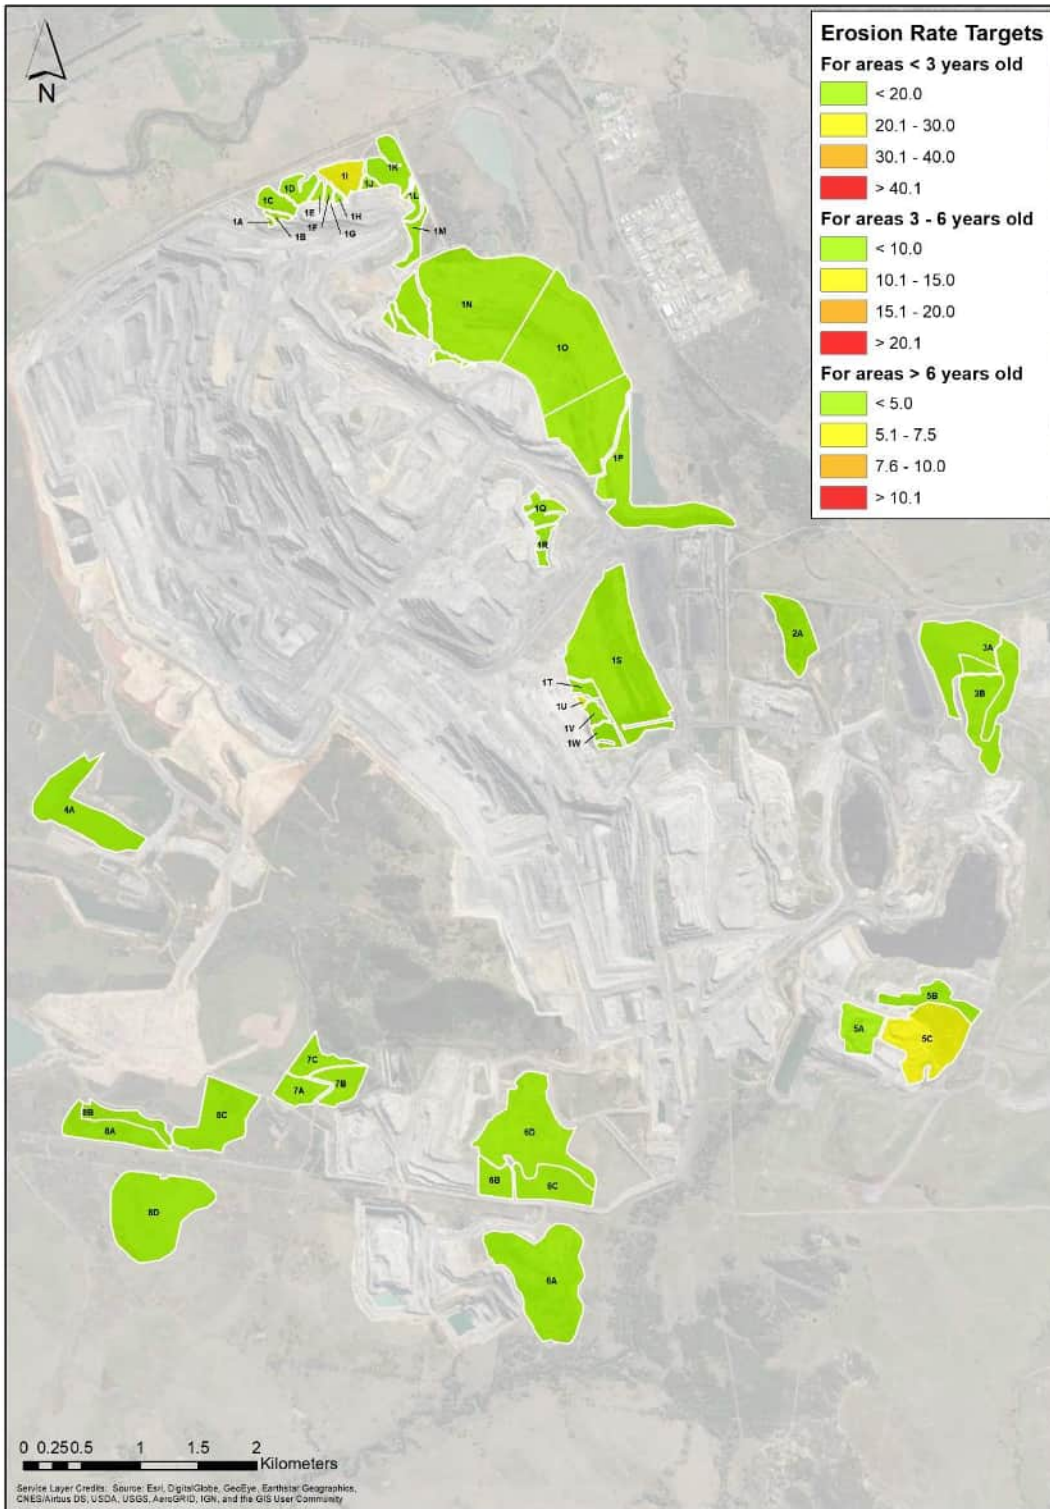 N
Erosion Rate Targets
For areas < 3 years old
< 20.0
20.1 - 30.0
30.1 - 40.0
> 40.1
For areas 3 - 6 years old
< 10.0
10.1 - 15.0
15.1 - 20.0
> 20.1
For areas > 6 years old
< 5.0
5.1 - 7.5
7.6 - 10.0
> 10.1
1K
1I
1J
1D
1C
1L
1E
1H
1A
1B
1F
1G
1M
1N
1O
1P
1Q
1R
2A
3A
1S
1T
3B
1U
1V
1W
4A
5B
5A
5C
7C
7A
7B
8B
8C
8A
6D
6B
6C
8D
6A
0 0.25 0.5 1 1.5 2
Kilometers
Service Layer Credits: Source: Esri, DigitalGlobe, GeoEye, Earthstar Geographics,
CNES/Airbus DS, USDA, USGS, AeroGRID, IGN, and the GIS User Community